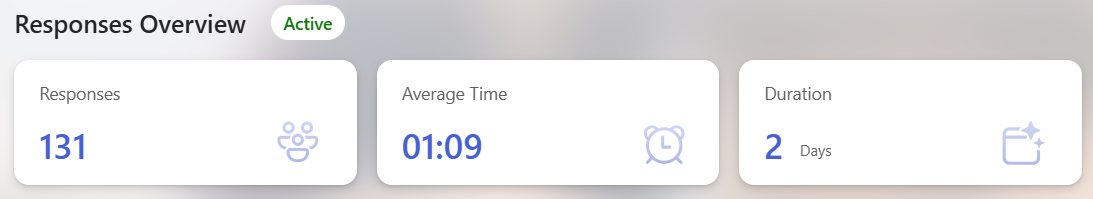 Responses Overview Active
Responses
131
Average Time
01:09
Duration
2 Days